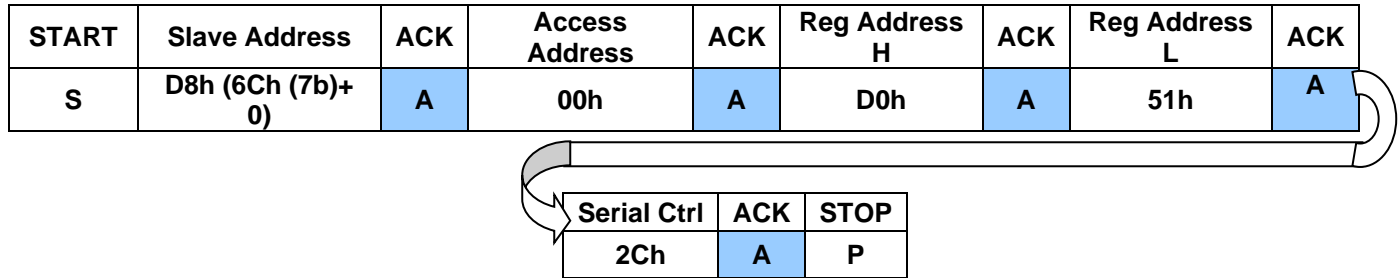 START Slave Address ACK Access Address ACK Reg Address H ACK Reg Address L ACK
S D8h (6Ch (7b)+ 0) A 00h A D0h A 51h A
Serial Ctrl ACK STOP
2Ch A P